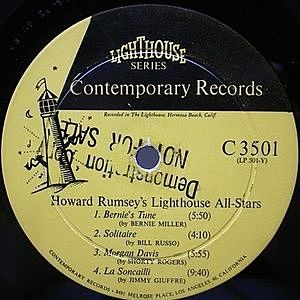 LIGHTHOUSE
SERIES
Contemporary Records
Recorded in The Lighthouse, Hermosa Beach, Calif.
Demonstration
NOT FOR SALE
C 3501
(LP 301-Y)
Howard Rumsey's Lighthouse All-Stars
1. Bernie's Tune (5:50)
(by BERNIE MILLER)
2. Solitaire (4:10)
(by BILL RUSSO)
3. Morgan Davis (5:55)
(by SHORTY ROGERS)
4. La Soncailli (9:40)
(by JIMMY GIUFFRE)
CONTEMPORARY RECORDS • 8481 MELROSE PLACE, LOS ANGELES 46, CALIF.